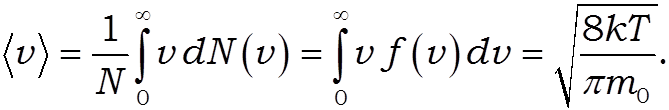 ⟨v⟩ = 1/N ∫₀^∞ v dN(v) = ∫₀^∞ v f(v) dv = √(8kT/πm₀).